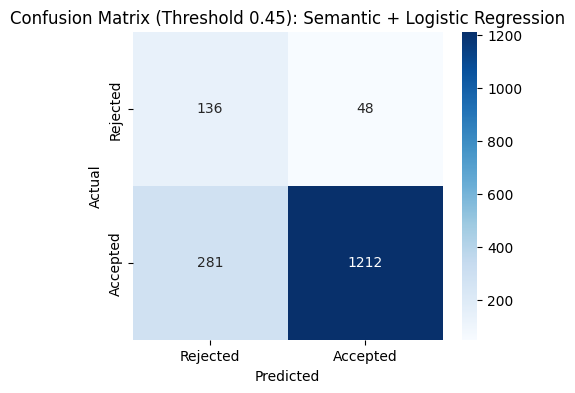 Confusion Matrix (Threshold 0.45): Semantic + Logistic Regression
1200
1000
800
600
400
200
Actual
Rejected
136
48
Accepted
281
1212
Rejected
Accepted
Predicted